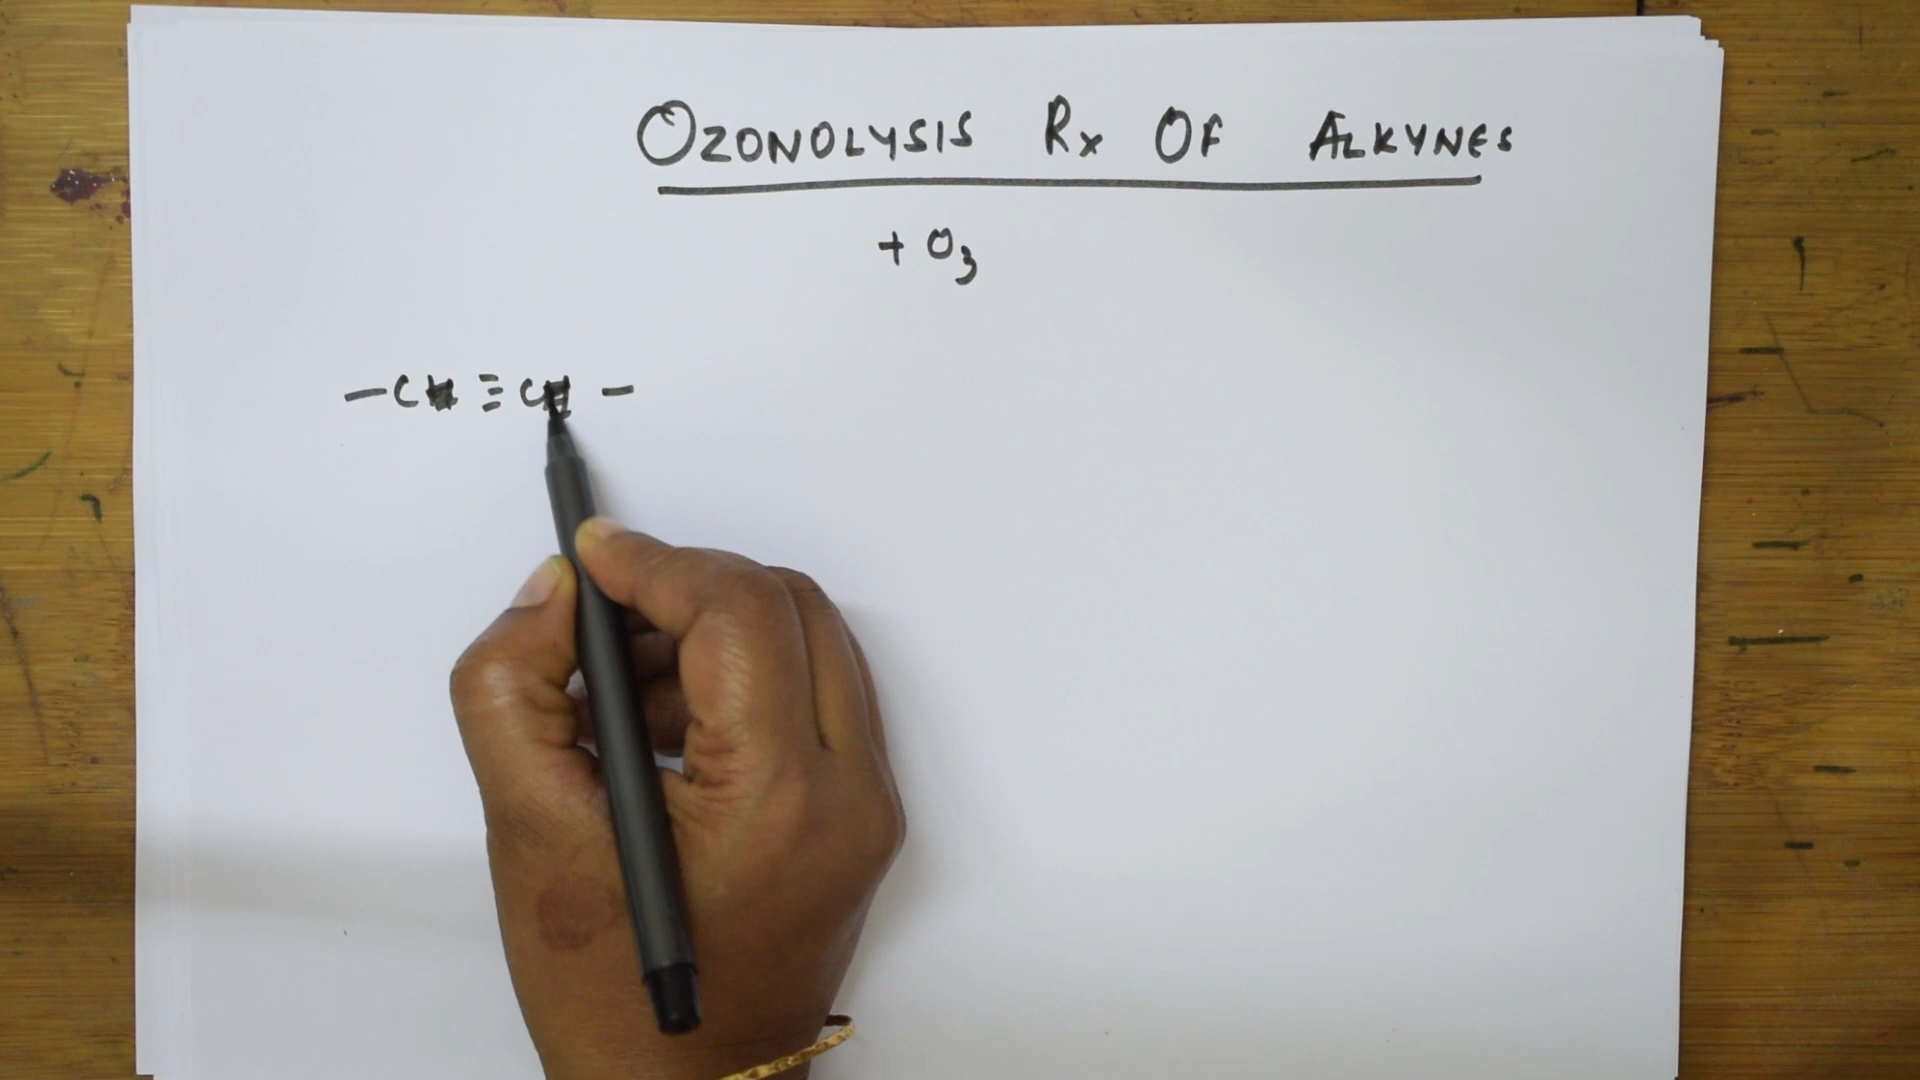 OZONOLYSIS Rx OF ALKYNES
+ O3
-C ≡ C -